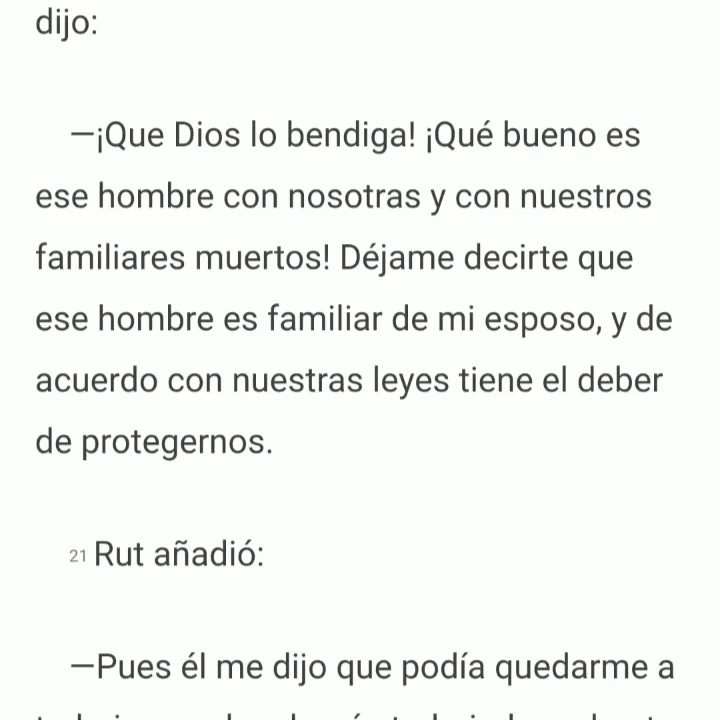 dijo:
—¡Que Dios lo bendiga! ¡Qué bueno es
ese hombre con nosotras y con nuestros
familiares muertos! Déjame decirte que
ese hombre es familiar de mi esposo, y de
acuerdo con nuestras leyes tiene el deber
de protegernos.
21 Rut añadió:
—Pues él me dijo que podía quedarme a